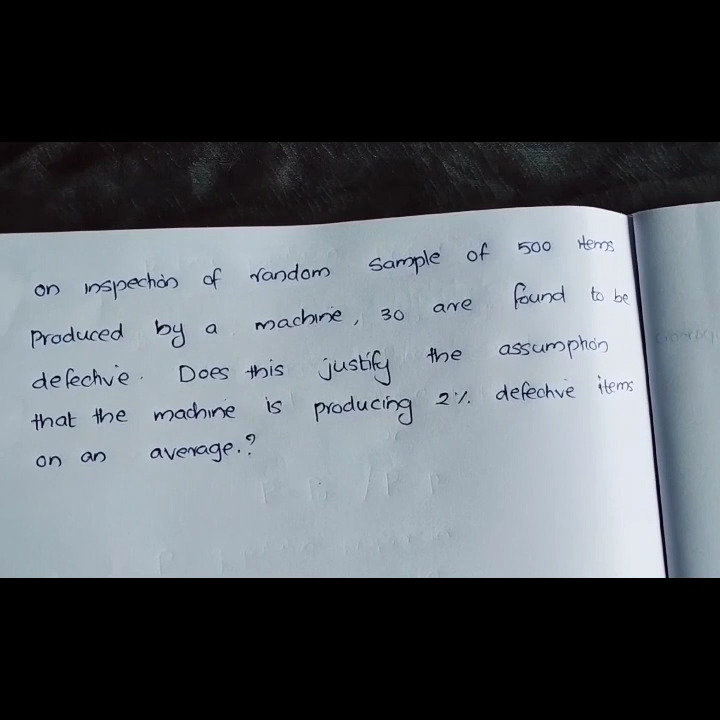 on inspection of random sample of 500 items
produced by a machine, 30 are found to be
defective. Does this justify the assumption
that the machine is producing 2%. defective items
on an average.?